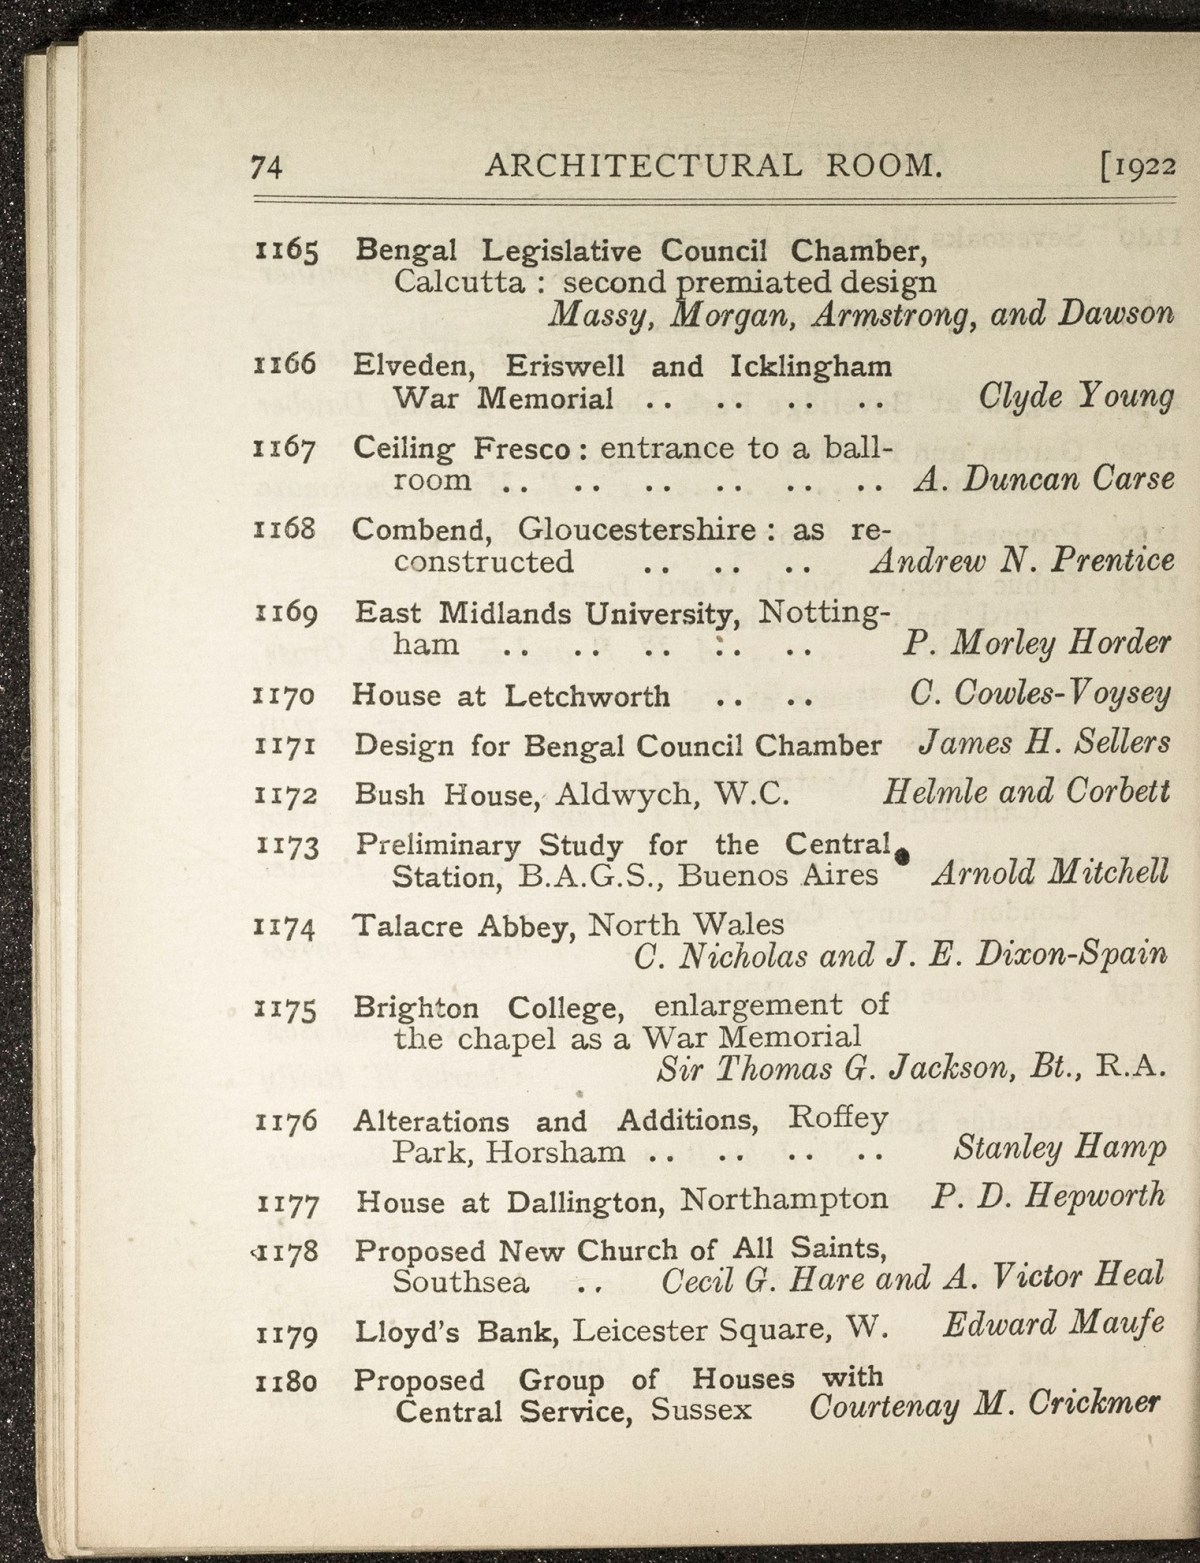 74 ARCHITECTURAL ROOM. [1922
1165 Bengal Legislative Council Chamber,
Calcutta : second premiated design
Massy, Morgan, Armstrong, and Dawson
1166 Elveden, Eriswell and Icklingham
War Memorial .. .. .. .. Clyde Young
1167 Ceiling Fresco : entrance to a ball-
room .. .. .. .. .. .. A. Duncan Carse
1168 Combend, Gloucestershire : as re-
constructed .. .. .. Andrew N. Prentice
1169 East Midlands University, Notting-
ham .. .. .. .. .. P. Morley Horder
1170 House at Letchworth .. .. C. Cowles-Voysey
1171 Design for Bengal Council Chamber James H. Sellers
1172 Bush House, Aldwych, W.C. Helmle and Corbett
1173 Preliminary Study for the Central
Station, B.A.G.S., Buenos Aires Arnold Mitchell
1174 Talacre Abbey, North Wales
C. Nicholas and J. E. Dixon-Spain
1175 Brighton College, enlargement of
the chapel as a War Memorial
Sir Thomas G. Jackson, Bt., R.A.
1176 Alterations and Additions, Roffey
Park, Horsham .. .. .. .. Stanley Hamp
1177 House at Dallington, Northampton P. D. Hepworth
1178 Proposed New Church of All Saints,
Southsea .. Cecil G. Hare and A. Victor Heal
1179 Lloyd's Bank, Leicester Square, W. Edward Maufe
1180 Proposed Group of Houses with
Central Service, Sussex Courtenay M. Crickmer